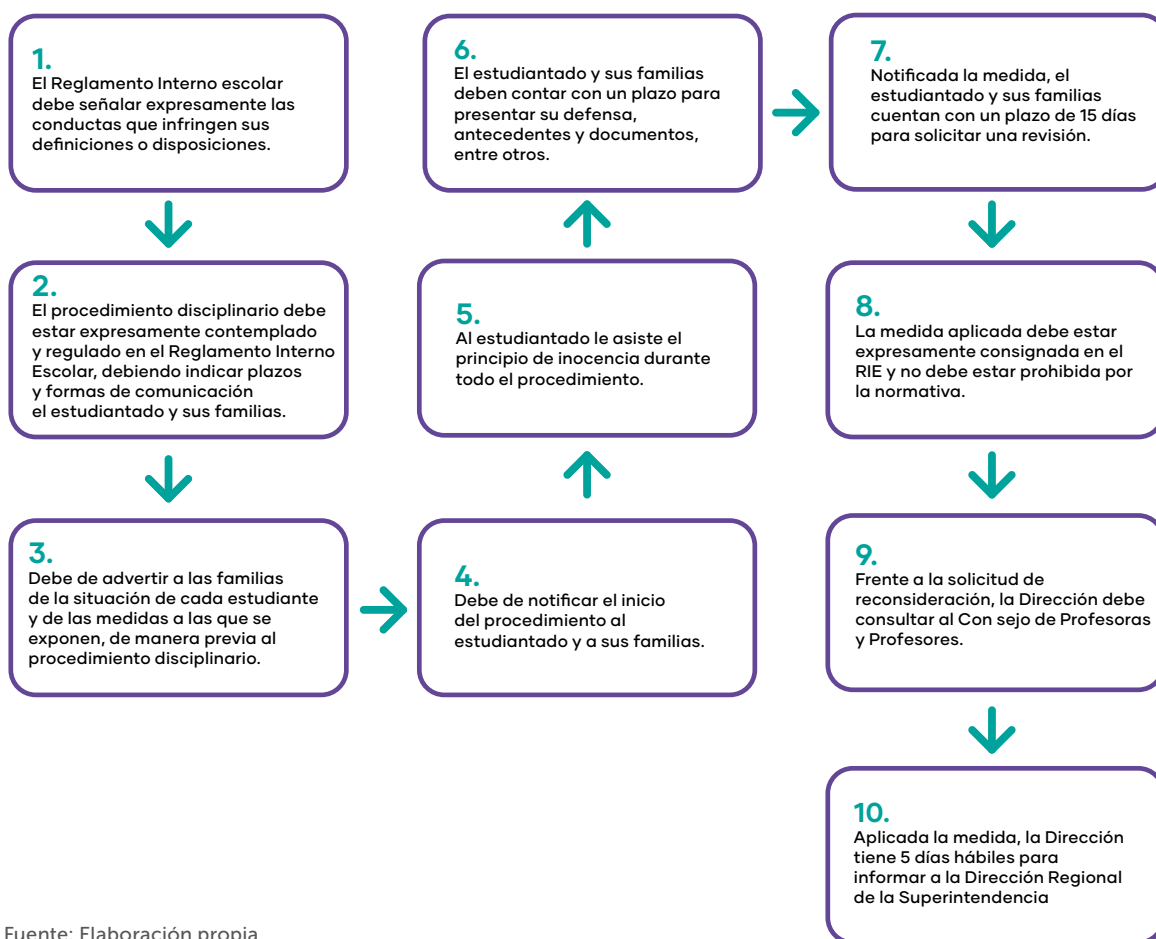 1.
El Reglamento Interno escolar
debe señalar expresamente las
conductas que infringen sus
definiciones o disposiciones.
2.
El procedimiento disciplinario debe
estar expresamente contemplado
y regulado en el Reglamento Interno
Escolar, debiendo indicar plazos
y formas de comunicación
el estudiantado y sus familias.
3.
Debe de advertir a las familias
de la situación de cada estudiante
y de las medidas a las que se
exponen, de manera previa al
procedimiento disciplinario.
4.
Debe de notificar el inicio
del procedimiento al
estudiantado y a sus familias.
5.
Al estudiantado le asiste el
principio de inocencia durante
todo el procedimiento.
6.
El estudiantado y sus familias
deben contar con un plazo para
presentar su defensa,
antecedentes y documentos,
entre otros.
7.
Notificada la medida, el
estudiantado y sus familias
cuentan con un plazo de 15 días
para solicitar una revisión.
8.
La medida aplicada debe estar
expresamente consignada en el
RIE y no debe estar prohibida por
la normativa.
9.
Frente a la solicitud de
reconsideración, la Dirección debe
consultar al Con sejo de Profesoras
y Profesores.
10.
Aplicada la medida, la Dirección
tiene 5 días hábiles para
informar a la Dirección Regional
de la Superintendencia
Fuente: Elaboración propia